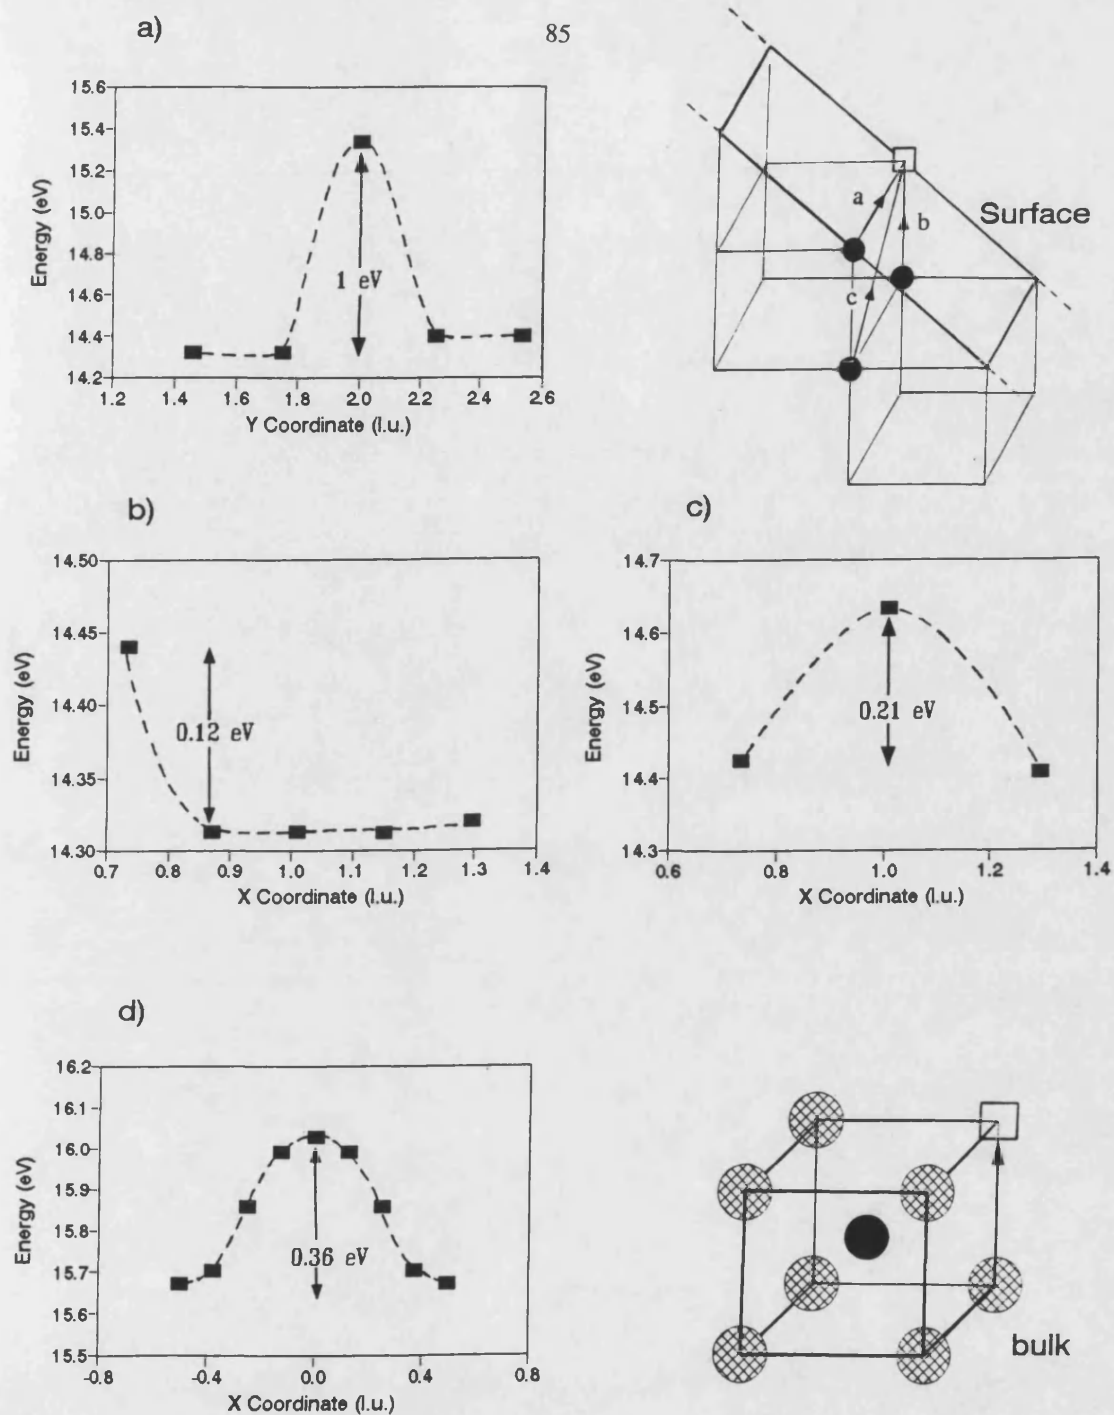 85
a)
15.6
15.4
15.2
15.0
14.8
14.6
14.4
14.2
Energy (eV)
1 eV
1.2 1.4 1.6 1.8 2.0 2.2 2.4 2.6
Y Coordinate (l.u.)
a
b
c
Surface
b)
14.50
14.45
14.40
14.35
14.30
Energy (eV)
0.12 eV
0.7 0.8 0.9 1.0 1.1 1.2 1.3 1.4
X Coordinate (l.u.)
c)
14.7
14.6
14.5
14.4
14.3
Energy (eV)
0.21 eV
0.6 0.8 1.0 1.2 1.4
X Coordinate (l.u.)
d)
16.2
16.1
16.0
15.9
15.8
15.7
15.6
15.5
Energy (eV)
0.36 eV
-0.8 -0.4 0.0 0.4 0.8
X Coordinate (l.u.)
bulk